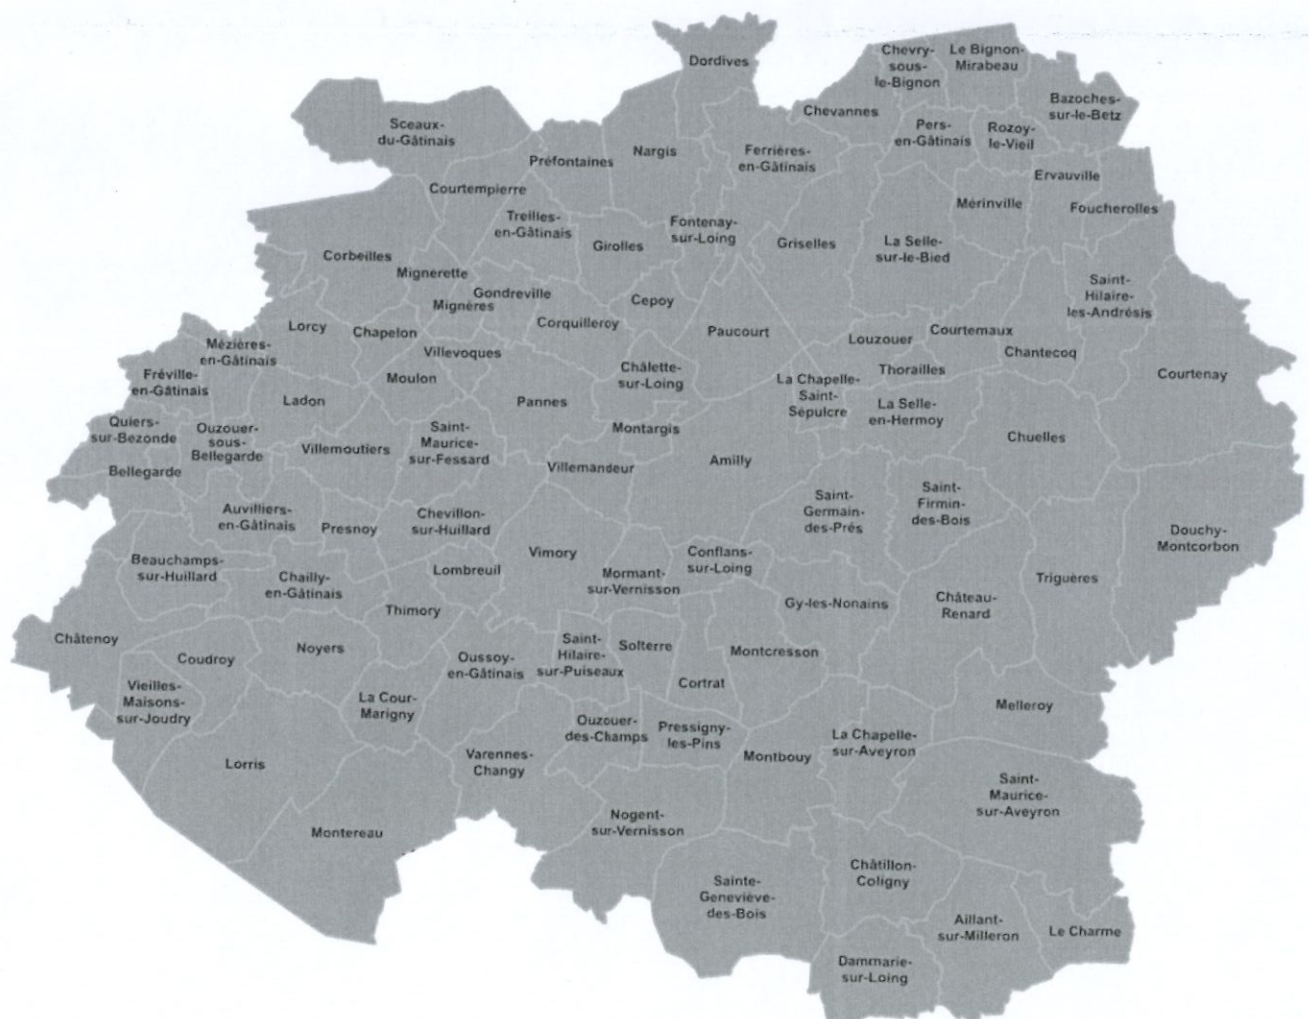 Dordives
Chevry-
sous-
le-Bignon
Le Bignon-
Mirabeau
Bazoches-
sur-le-Betz
Chevannes
Sceaux-
du-Gâtinais
Pers-
en-Gâtinais
Rozoy-
le-Vieil
Préfontaines
Nargis
Ferrières-
en-Gâtinais
Ervauville
Courtempierre
Mérinville
Foucherolles
Treilles-
en-Gâtinais
Girolles
Fontenay-
sur-Loing
Griselles
La Selle-
sur-le-Bied
Corbeilles
Mignerette
Saint-
Hilaire-
les-Andrésis
Gondreville
Mignères
Cepoy
Lorcy
Chapelon
Corquilleroy
Paucourt
Louzouer
Courtemaux
Chantecoq
Mézières-
en-Gâtinais
Villevoques
Thorailles
Courtenay
Fréville-
en-Gâtinais
Moulon
Châlette-
sur-Loing
La Chapelle-
Saint-
Sépulcre
Ladon
Pannes
La Selle-
en-Hermoy
Quiers-
sur-Bezonde
Ouzouer-
sous-
Bellegarde
Villemoutiers
Saint-
Maurice-
sur-Fessard
Montargis
Chuelles
Bellegarde
Villemandeur
Amilly
Auvilliers-
en-Gâtinais
Presnoy
Chevillon-
sur-Huillard
Saint-
Germain-
des-Prés
Saint-
Firmin-
des-Bois
Douchy-
Montcorbon
Beauchamps-
sur-Huillard
Chailly-
en-Gâtinais
Lombreuil
Vimory
Mormant-
sur-Vernisson
Conflans-
sur-Loing
Triguères
Thimory
Gy-les-Nonains
Château-
Renard
Châtenoy
Coudroy
Noyers
Oussoy-
en-Gâtinais
Saint-
Hilaire-
sur-Puiseaux
Solterre
Montcresson
Cortrat
Vieilles-
Maisons-
sur-Joudry
La Cour-
Marigny
Melleroy
Ouzouer-
des-Champs
Pressigny-
les-Pins
La Chapelle-
sur-Aveyron
Lorris
Varennes-
Changy
Montbouy
Saint-
Maurice-
sur-Aveyron
Montereau
Nogent-
sur-Vernisson
Châtillon-
Coligny
Sainte-
Geneviève-
des-Bois
Aillant-
sur-Milleron
Le Charme
Dammarie-
sur-Loing